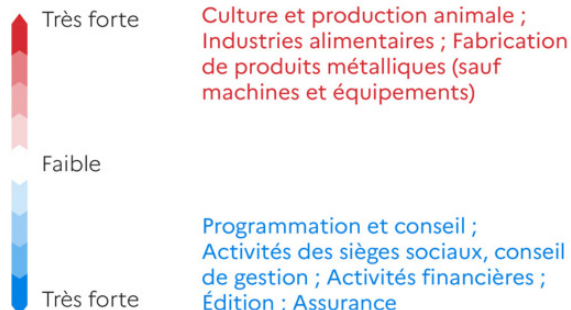 Très forte
Culture et production animale ;
Industries alimentaires ; Fabrication
de produits métalliques (sauf
machines et équipements)
Faible
Programmation et conseil ;
Activités des sièges sociaux, conseil
de gestion ; Activités financières ;
Très forte
Édition ; Assurance